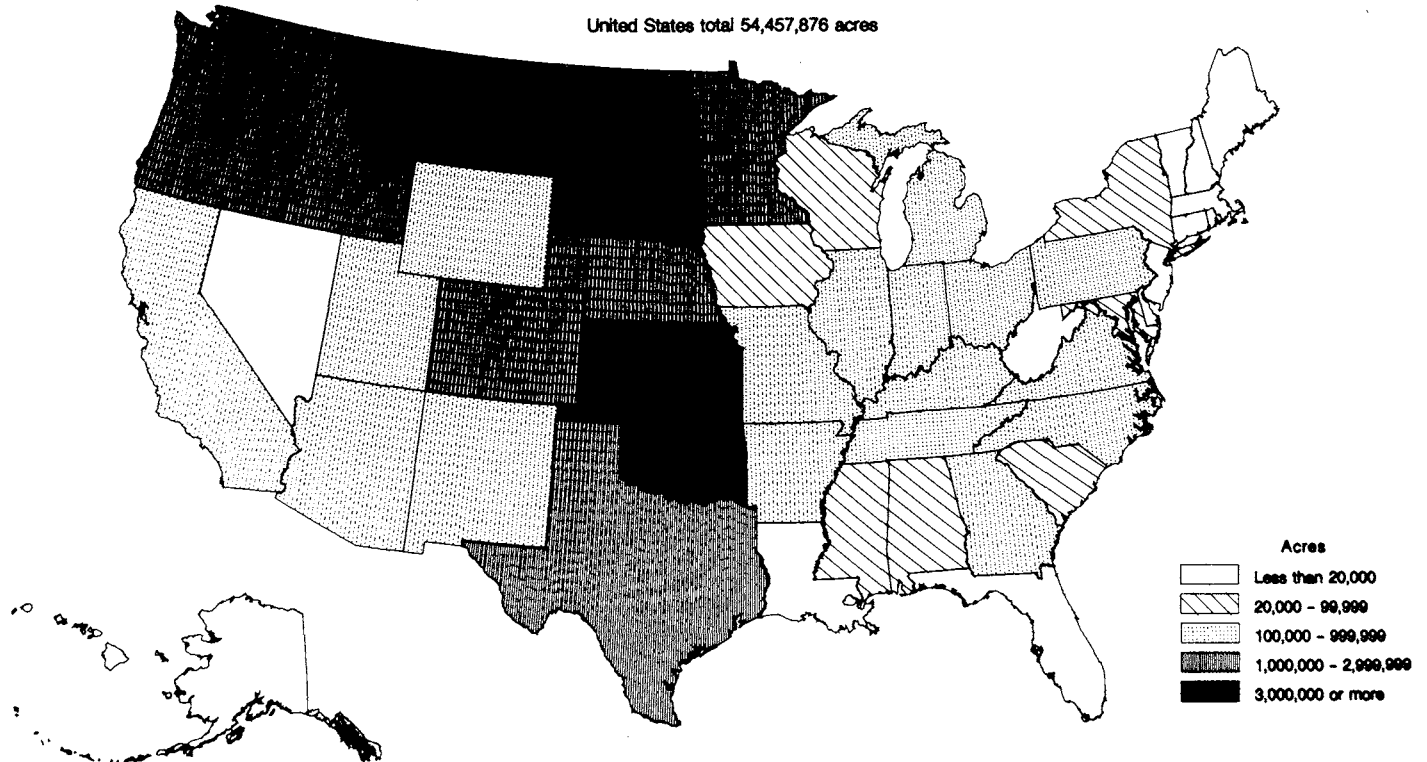 United States total 54,457,876 acres
Acres
Less than 20,000
20,000 - 99,999
100,000 - 999,999
1,000,000 - 2,999,999
3,000,000 or more